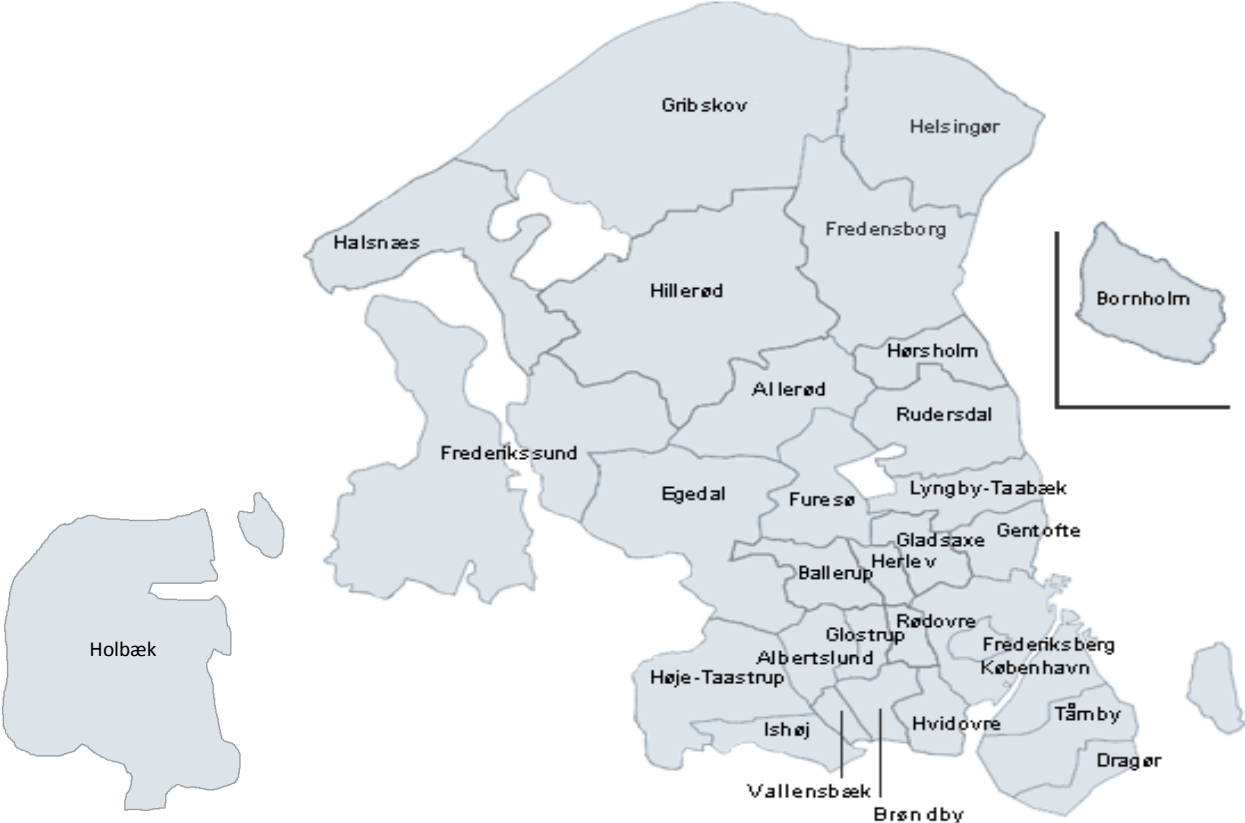 Gribskov
Helsingør
Fredensborg
Halsnæs
Hillerød
Bornholm
Hørsholm
Allerød
Rudersdal
Frederikssund
Egedal
Furesø
Lyngby-Taabæk
Gentofte
Gladsaxe
Herlev
Ballerup
Rødovre
Glostrup
Holbæk
Frederiksberg
Albertslund
København
Høje-Taastrup
Tåmby
Hvidovre
Ishøj
Dragør
Vallensbæk
Brøndby